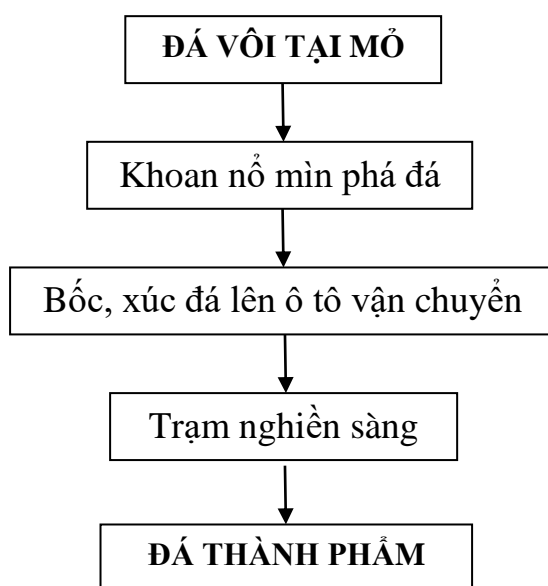 ĐÁ VÔI TẠI MỎ
Khoan nổ mìn phá đá
Bốc, xúc đá lên ô tô vận chuyển
Trạm nghiền sàng
ĐÁ THÀNH PHẨM